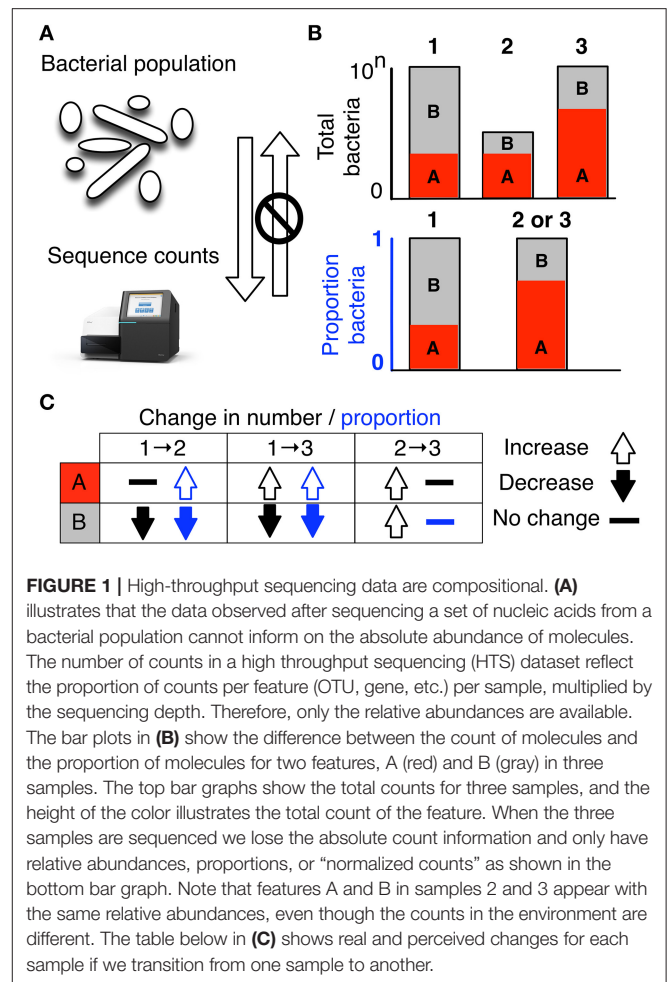 A
Bacterial population
Sequence counts
B
1 2 3
10n
Total
bacteria
0
B B B
A A A
1 2 or 3
1
Proportion
bacteria
0
B B
A A
C
Change in number / proportion
1→2 1→3 2→3
A
B
Increase
Decrease
No change
FIGURE 1 | High-throughput sequencing data are compositional. (A)
illustrates that the data observed after sequencing a set of nucleic acids from a
bacterial population cannot inform on the absolute abundance of molecules.
The number of counts in a high throughput sequencing (HTS) dataset reflect
the proportion of counts per feature (OTU, gene, etc.) per sample, multiplied by
the sequencing depth. Therefore, only the relative abundances are available.
The bar plots in (B) show the difference between the count of molecules and
the proportion of molecules for two features, A (red) and B (gray) in three
samples. The top bar graphs show the total counts for three samples, and the
height of the color illustrates the total count of the feature. When the three
samples are sequenced we lose the absolute count information and only have
relative abundances, proportions, or “normalized counts” as shown in the
bottom bar graph. Note that features A and B in samples 2 and 3 appear with
the same relative abundances, even though the counts in the environment are
different. The table below in (C) shows real and perceived changes for each
sample if we transition from one sample to another.